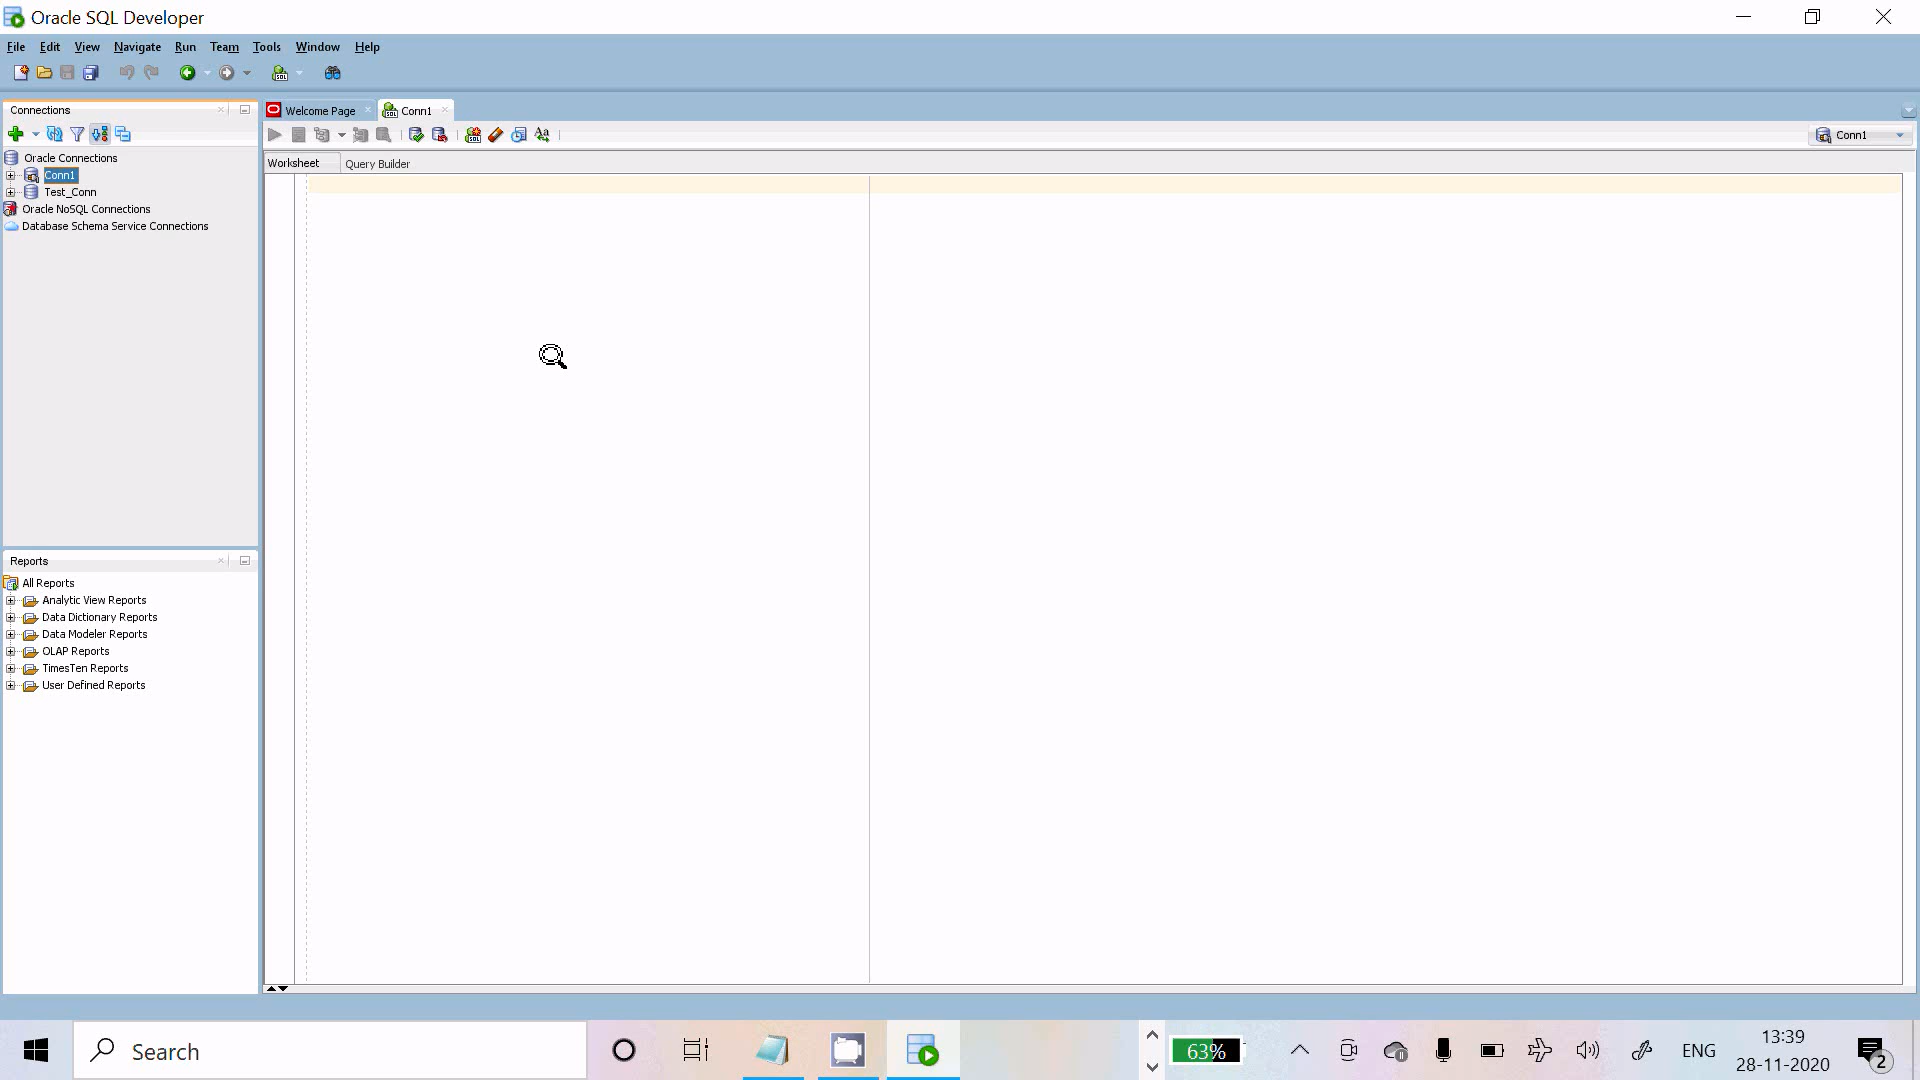 Oracle SQL Developer
File Edit View Navigate Run Team Tools Window Help
Connections
Welcome Page
Conn1
Conn1
Worksheet
Query Builder
Oracle Connections
Conn1
Test_Conn
Oracle NoSQL Connections
Database Schema Service Connections
Reports
All Reports
Analytic View Reports
Data Dictionary Reports
Data Modeler Reports
OLAP Reports
TimesTen Reports
User Defined Reports
Search
63%
ENG
13:39
28-11-2020
2